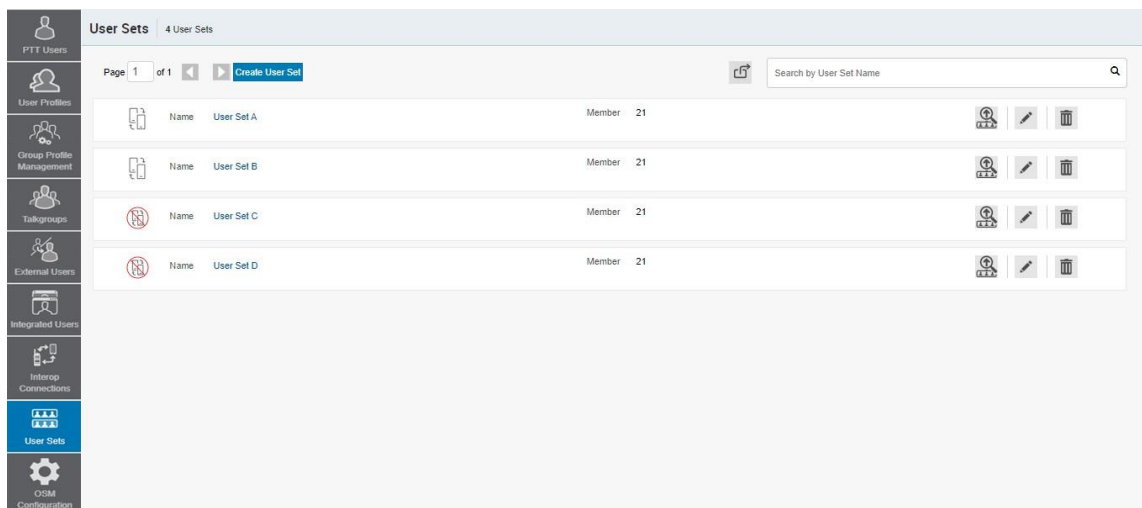 PTT Users
User Profiles
Group Profile
Management
Talkgroups
External Users
Integrated Users
Interop
Connections
User Sets
OSM
Configuration
User Sets 4 User Sets
Page 1 of 1 Create User Set Search by User Set Name
Name User Set A Member 21
Name User Set B Member 21
Name User Set C Member 21
Name User Set D Member 21